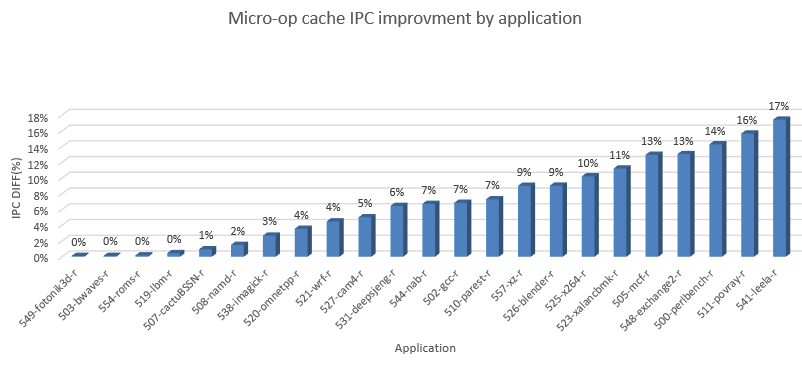 Micro-op cache IPC improvment by application
IPC DIFF(%)
18%
16%
14%
12%
10%
8%
6%
4%
2%
0%
0%
0%
0%
0%
1%
2%
3%
4%
4%
5%
6%
7%
7%
7%
9%
9%
10%
11%
13%
13%
14%
16%
17%
549-fotonik3d-r
503-bwaves-r
554-roms-r
519-lbm-r
507-cactuBSSN-r
508-namd-r
538-imagick-r
520-omnetpp-r
521-wrf-r
527-cam4-r
531-deepsjeng-r
544-nab-r
502-gcc-r
510-parest-r
557-xz-r
526-blender-r
525-x264-r
523-xalancbmk-r
505-mcf-r
548-exchange2-r
500-perlbench-r
511-povray-r
541-leela-r
Application